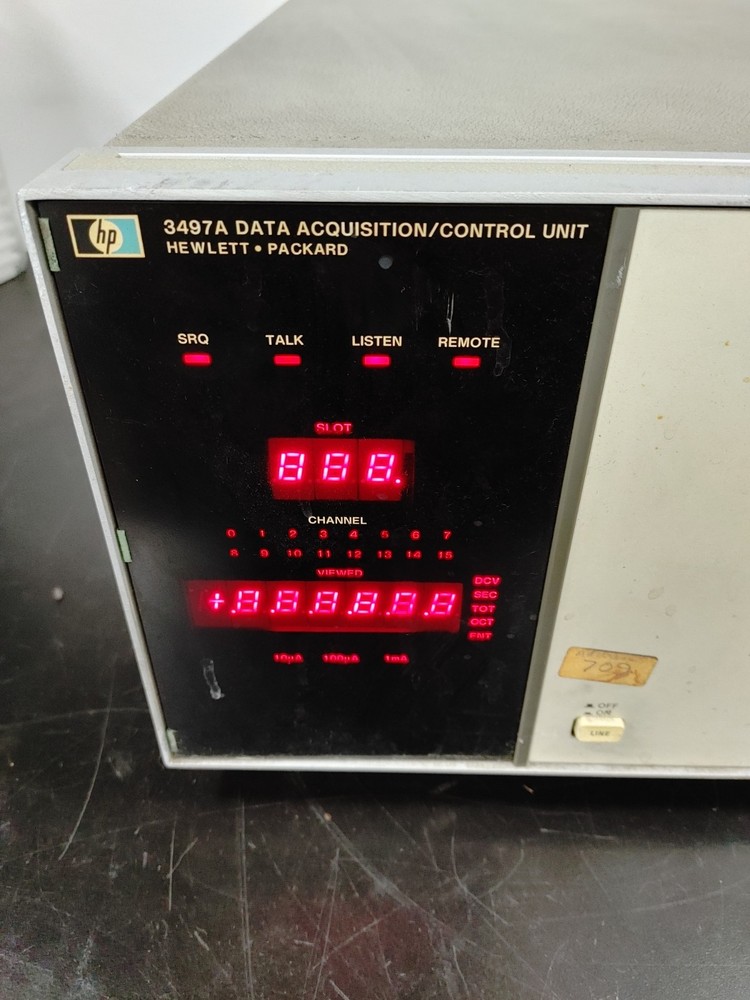 hp
3497A DATA ACQUISITION/CONTROL UNIT
HEWLETT • PACKARD
SRQ TALK LISTEN REMOTE
SLOT
888.
CHANNEL
0 1 2 3 4 5 6 7
8 9 10 11 12 13 14 15
VIEWED
+.8.8.8.8.8.8
DCV
SEC
TOT
OCT
ENT
10µA 100µA 1mA
709
OFF
ON
LINE